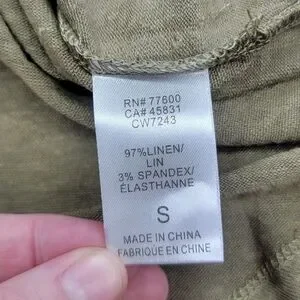 RN# 77600
CA# 45831
CW7243
97%LINEN/
LIN
3% SPANDEX/
ÉLASTHANNE
S
MADE IN CHINA
FABRIQUÉ EN CHINE